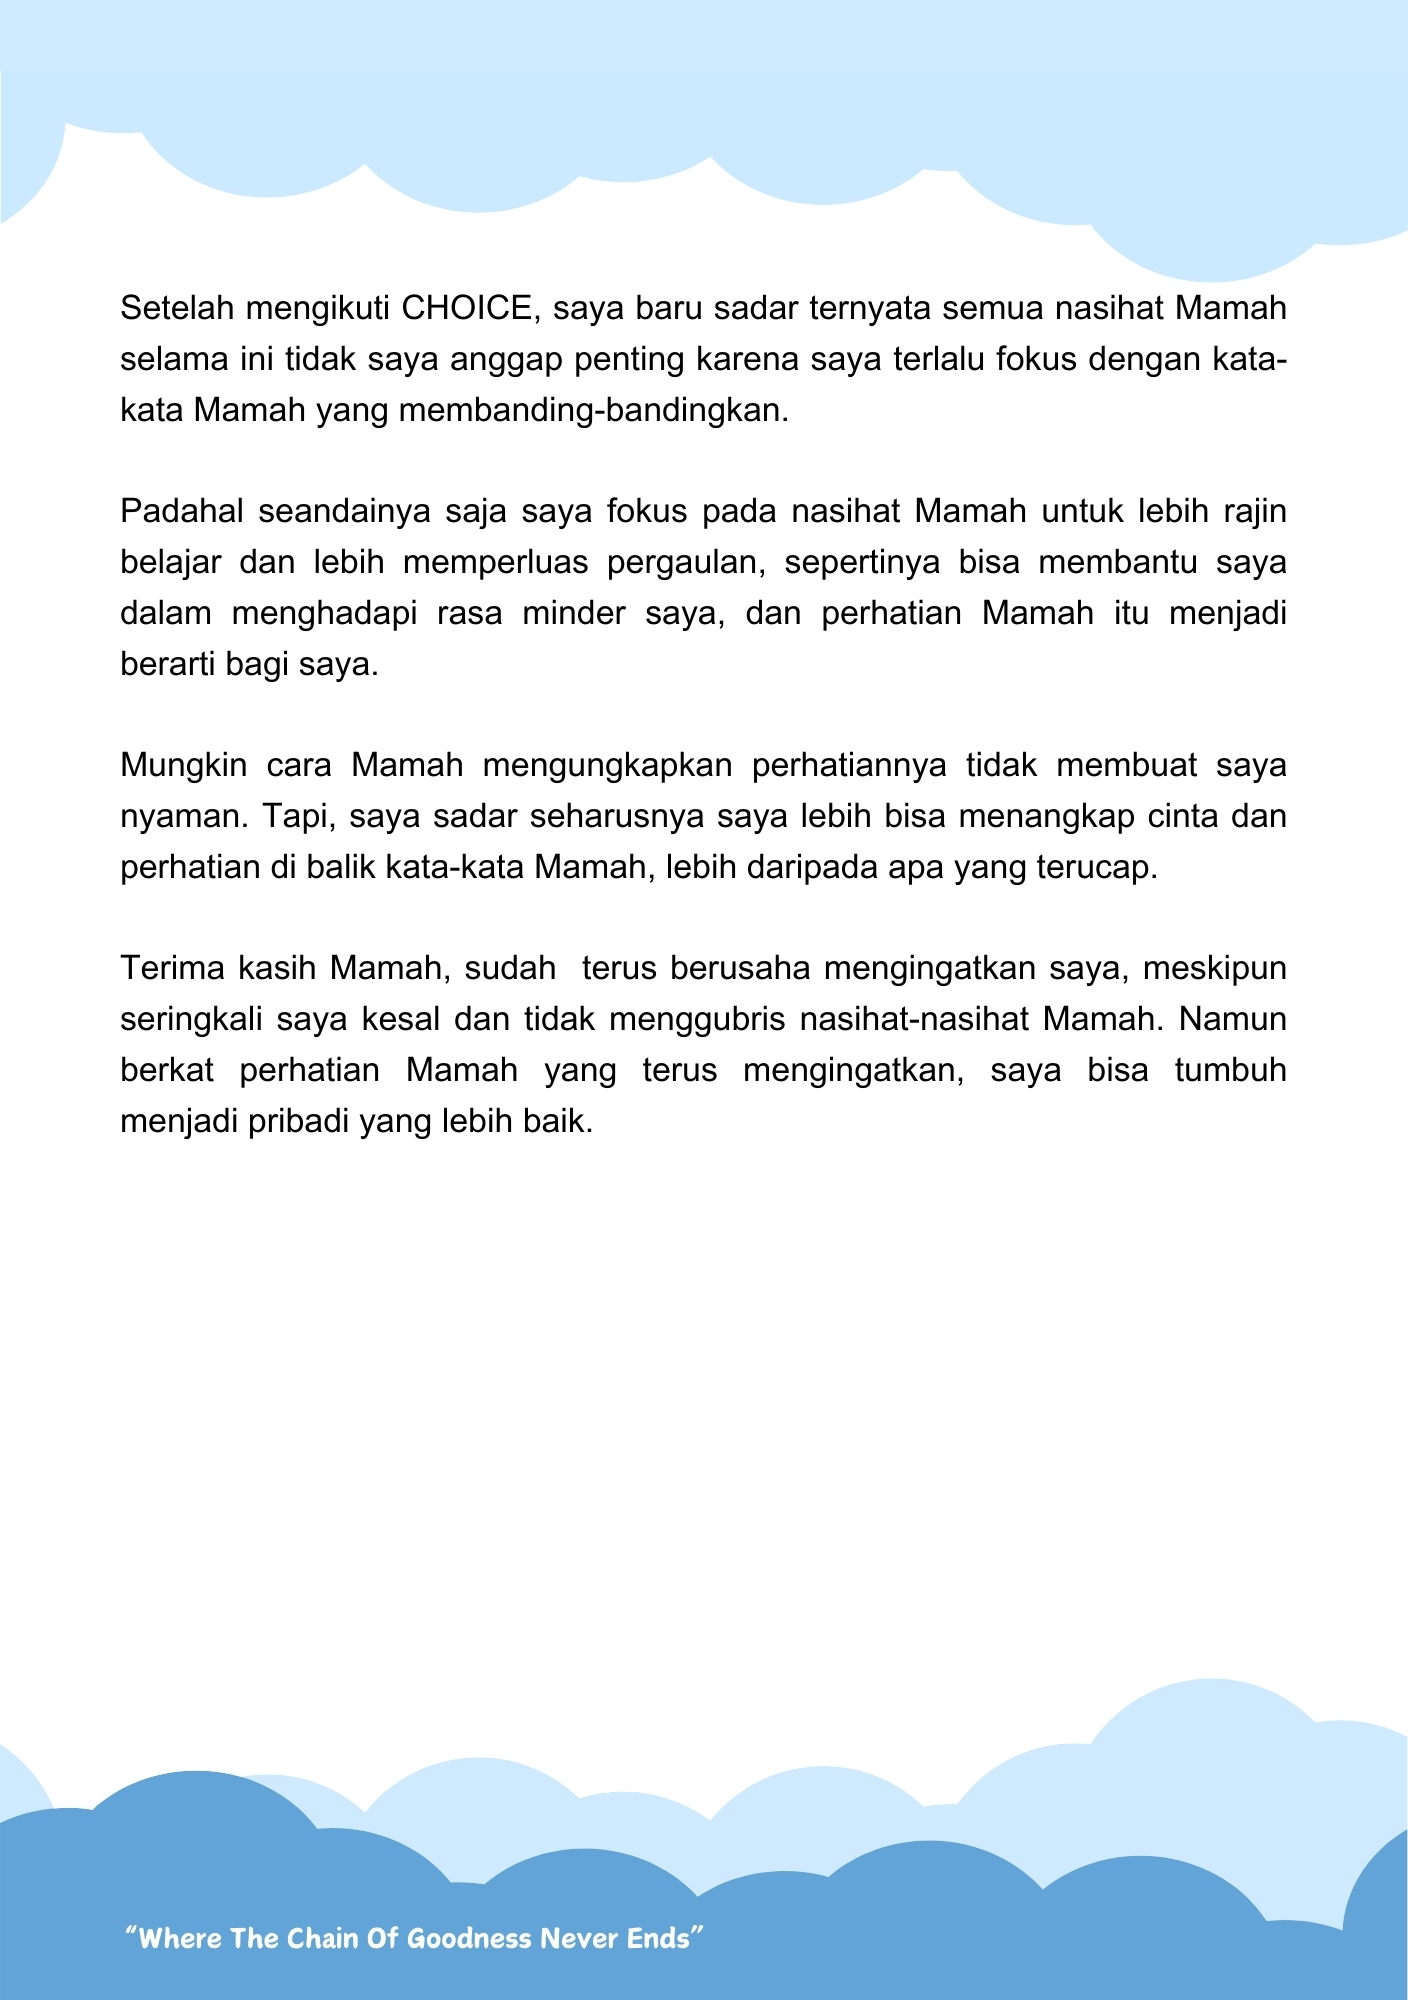 Setelah mengikuti CHOICE, saya baru sadar ternyata semua nasihat Mamah
selama ini tidak saya anggap penting karena saya terlalu fokus dengan kata-
kata Mamah yang membanding-bandingkan.
Padahal seandainya saja saya fokus pada nasihat Mamah untuk lebih rajin
belajar dan lebih memperluas pergaulan, sepertinya bisa membantu saya
dalam menghadapi rasa minder saya, dan perhatian Mamah itu menjadi
berarti bagi saya.
Mungkin cara Mamah mengungkapkan perhatiannya tidak membuat saya
nyaman. Tapi, saya sadar seharusnya saya lebih bisa menangkap cinta dan
perhatian di balik kata-kata Mamah, lebih daripada apa yang terucap.
Terima kasih Mamah, sudah  terus berusaha mengingatkan saya, meskipun
seringkali saya kesal dan tidak menggubris nasihat-nasihat Mamah. Namun
berkat perhatian Mamah yang terus mengingatkan, saya bisa tumbuh
menjadi pribadi yang lebih baik.
“Where The Chain Of Goodness Never Ends”